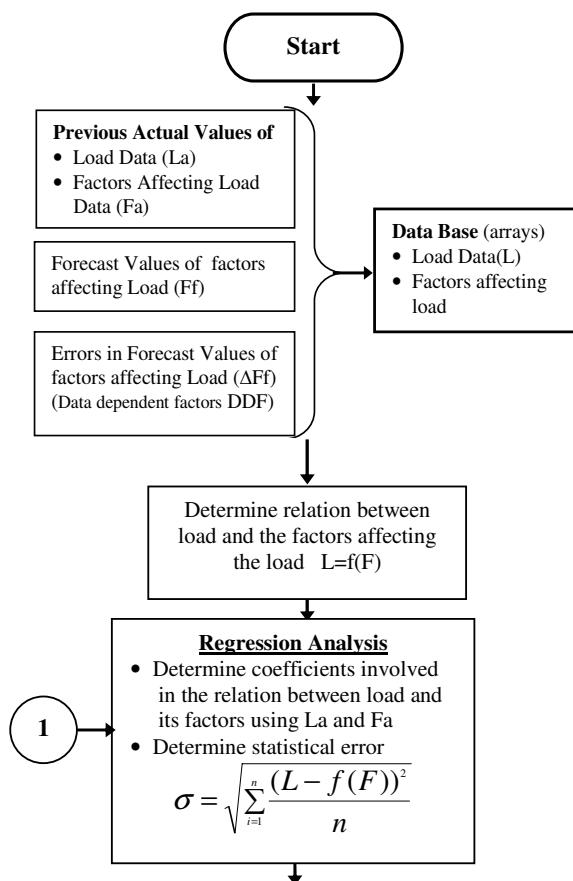 Start
Previous Actual Values of
• Load Data (La)
• Factors Affecting Load
Data (Fa)
Forecast Values of factors
affecting Load (Ff)
Errors in Forecast Values of
factors affecting Load (ΔFf)
(Data dependent factors DDF)
Data Base (arrays)
• Load Data(L)
• Factors affecting
load
Determine relation between
load and the factors affecting
the load L=f(F)
Regression Analysis
• Determine coefficients involved
in the relation between load and
its factors using La and Fa
• Determine statistical error
σ = √(∑_{i=1}^{n} (L − f(F))² / n)
1